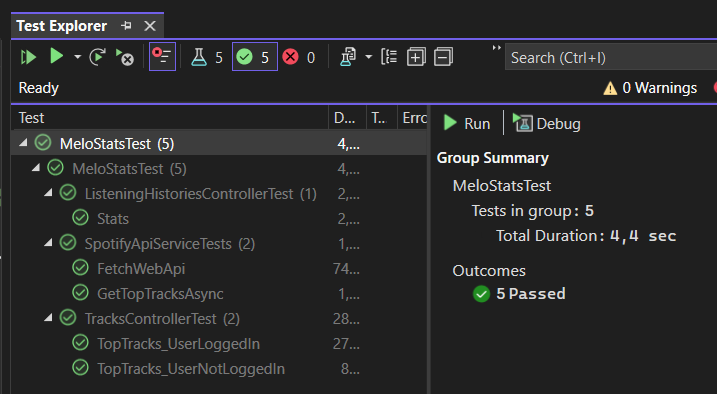 Test Explorer
5 5 0
Search (Ctrl+I)
Ready
0 Warnings
Test D... T... Erro
MeloStatsTest (5) 4,...
MeloStatsTest (5) 4,...
ListeningHistoriesControllerTest (1) 2,...
Stats 2,...
SpotifyApiServiceTests (2) 1,...
FetchWebApi 74...
GetTopTracksAsync 1,...
TracksControllerTest (2) 28...
TopTracks_UserLoggedIn 27...
TopTracks_UserNotLoggedIn 8...
Run Debug
Group Summary
MeloStatsTest
Tests in group: 5
Total Duration: 4,4 sec
Outcomes
5 Passed